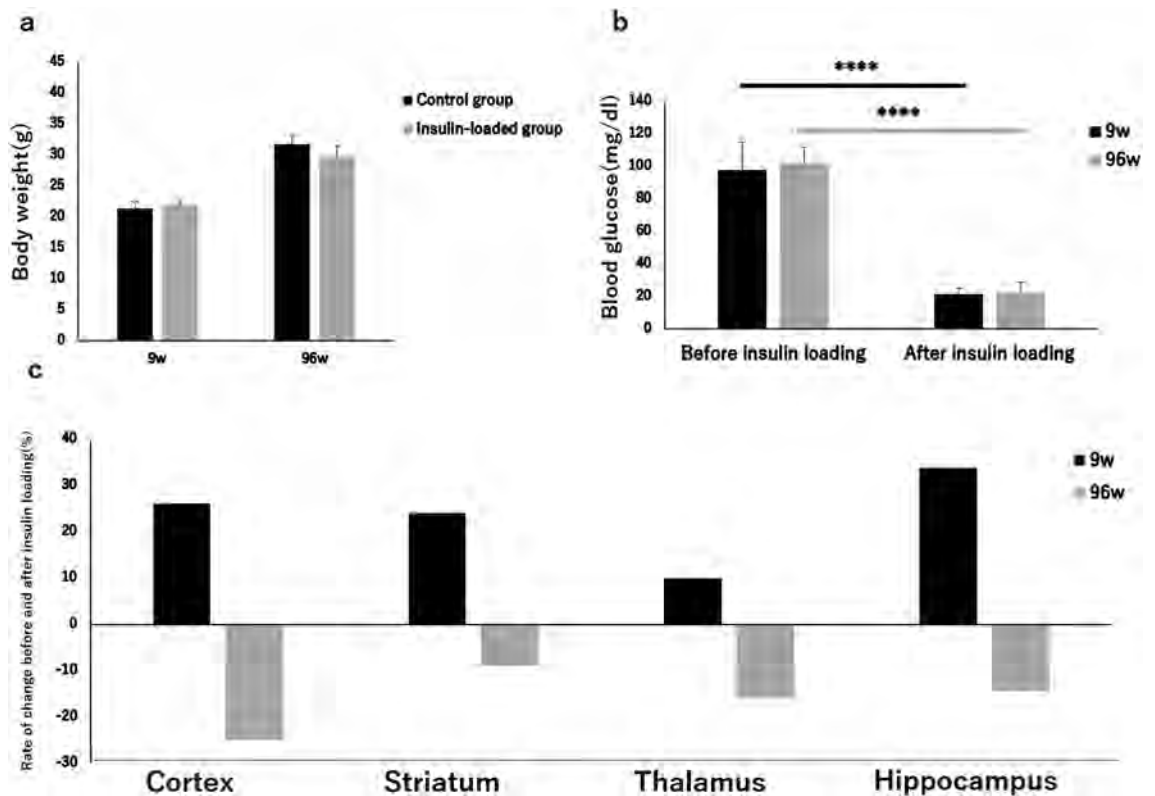 a
Body weight(g)
45
40
35
30
25
20
15
10
5
0
9w
96w
Control group
Insulin-loaded group
b
****
****
Blood glucose(mg/dl)
140
120
100
80
60
40
20
0
Before insulin loading
After insulin loading
9w
96w
c
Rate of change before and after insulin loading(%)
40
30
20
10
0
-10
-20
-30
9w
96w
Cortex
Striatum
Thalamus
Hippocampus